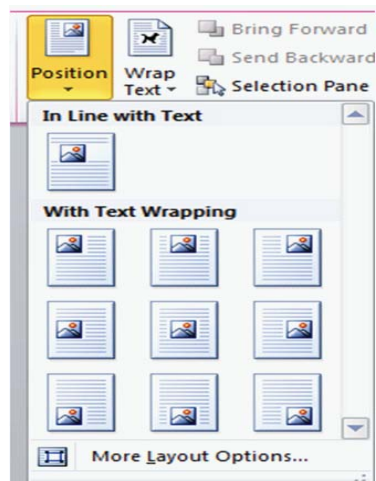 Bring Forward
Send Backward
Position Wrap Text
Selection Pane
In Line with Text
With Text Wrapping
More Layout Options...